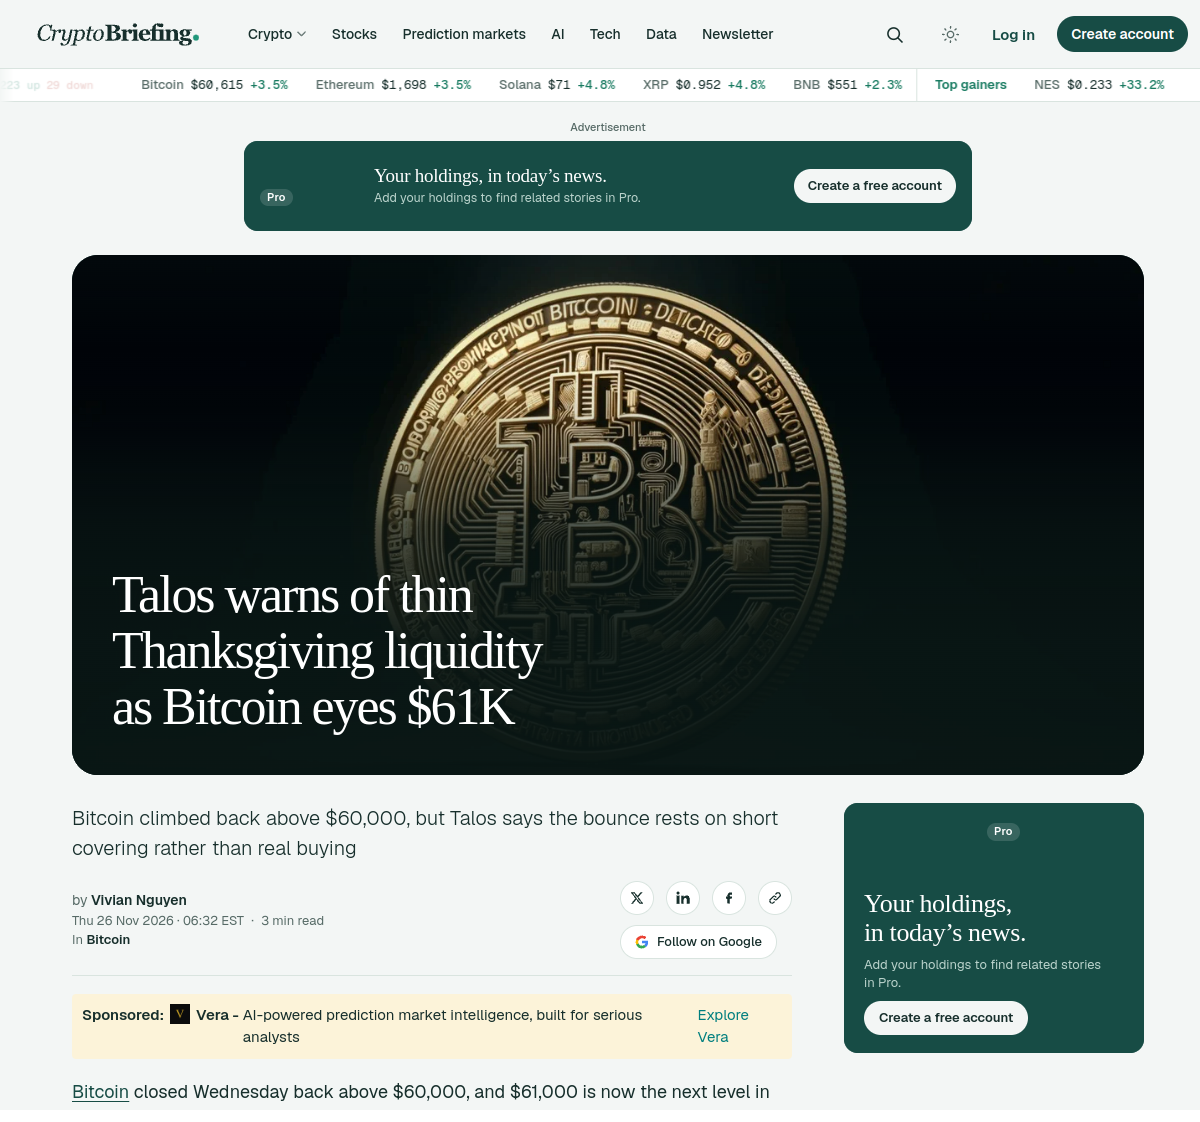 CryptoBriefing.
Crypto Stocks Prediction markets AI Tech Data Newsletter Log in Create account
up 29 down Bitcoin $60,615 +3.5% Ethereum $1,698 +3.5% Solana $71 +4.8% XRP $0.952 +4.8% BNB $551 +2.3% Top gainers NES $0.233 +33.2%
Advertisement
Pro
Your holdings, in today’s news.
Add your holdings to find related stories in Pro.
Create a free account
BITCCOIN
Talos warns of thin
Thanksgiving liquidity
as Bitcoin eyes $61K
Bitcoin climbed back above $60,000, but Talos says the bounce rests on short
covering rather than real buying
by Vivian Nguyen
Thu 26 Nov 2026 · 06:32 EST · 3 min read
In Bitcoin
Follow on Google
Sponsored: V Vera - AI-powered prediction market intelligence, built for serious
analysts
Explore
Vera
Bitcoin closed Wednesday back above $60,000, and $61,000 is now the next level in
Pro
Your holdings,
in today’s news.
Add your holdings to find related stories
in Pro.
Create a free account